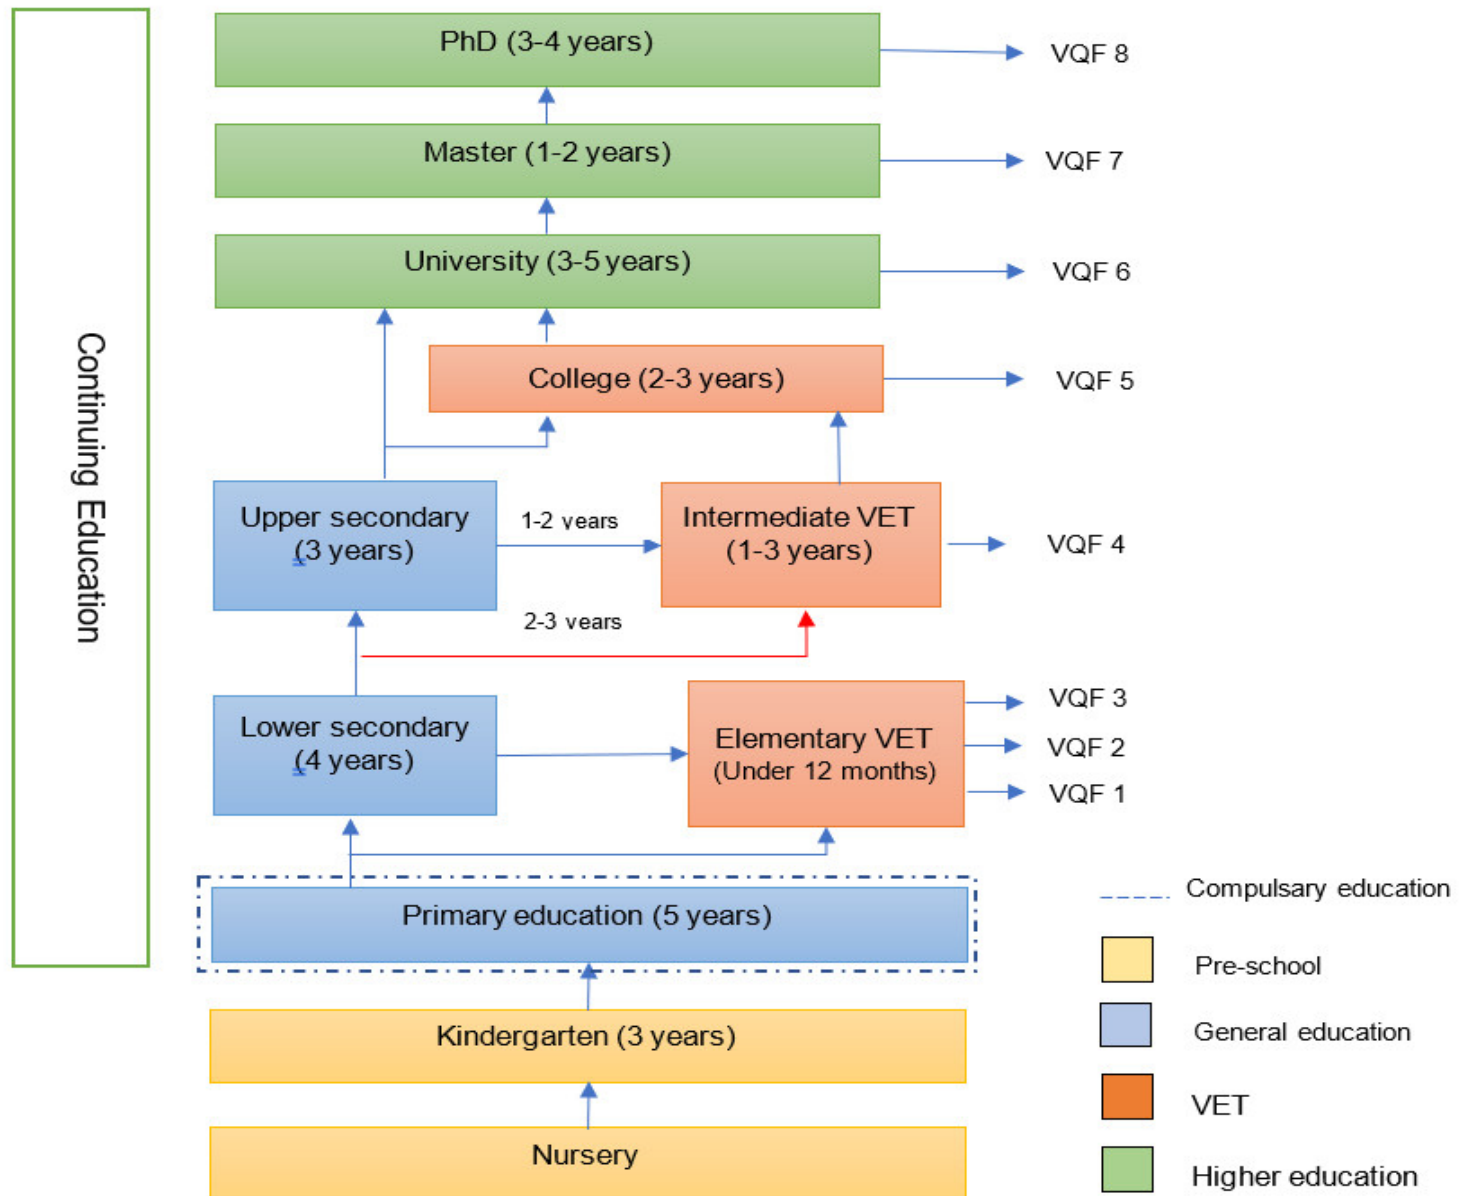 Continuing Education
PhD (3-4 years)
VQF 8
Master (1-2 years)
VQF 7
University (3-5 years)
VQF 6
College (2-3 years)
VQF 5
Upper secondary
(3 years)
1-2 years
Intermediate VET
(1-3 years)
VQF 4
2-3 years
Lower secondary
(4 years)
Elementary VET
(Under 12 months)
VQF 3
VQF 2
VQF 1
Primary education (5 years)
Kindergarten (3 years)
Nursery
Compulsary education
Pre-school
General education
VET
Higher education